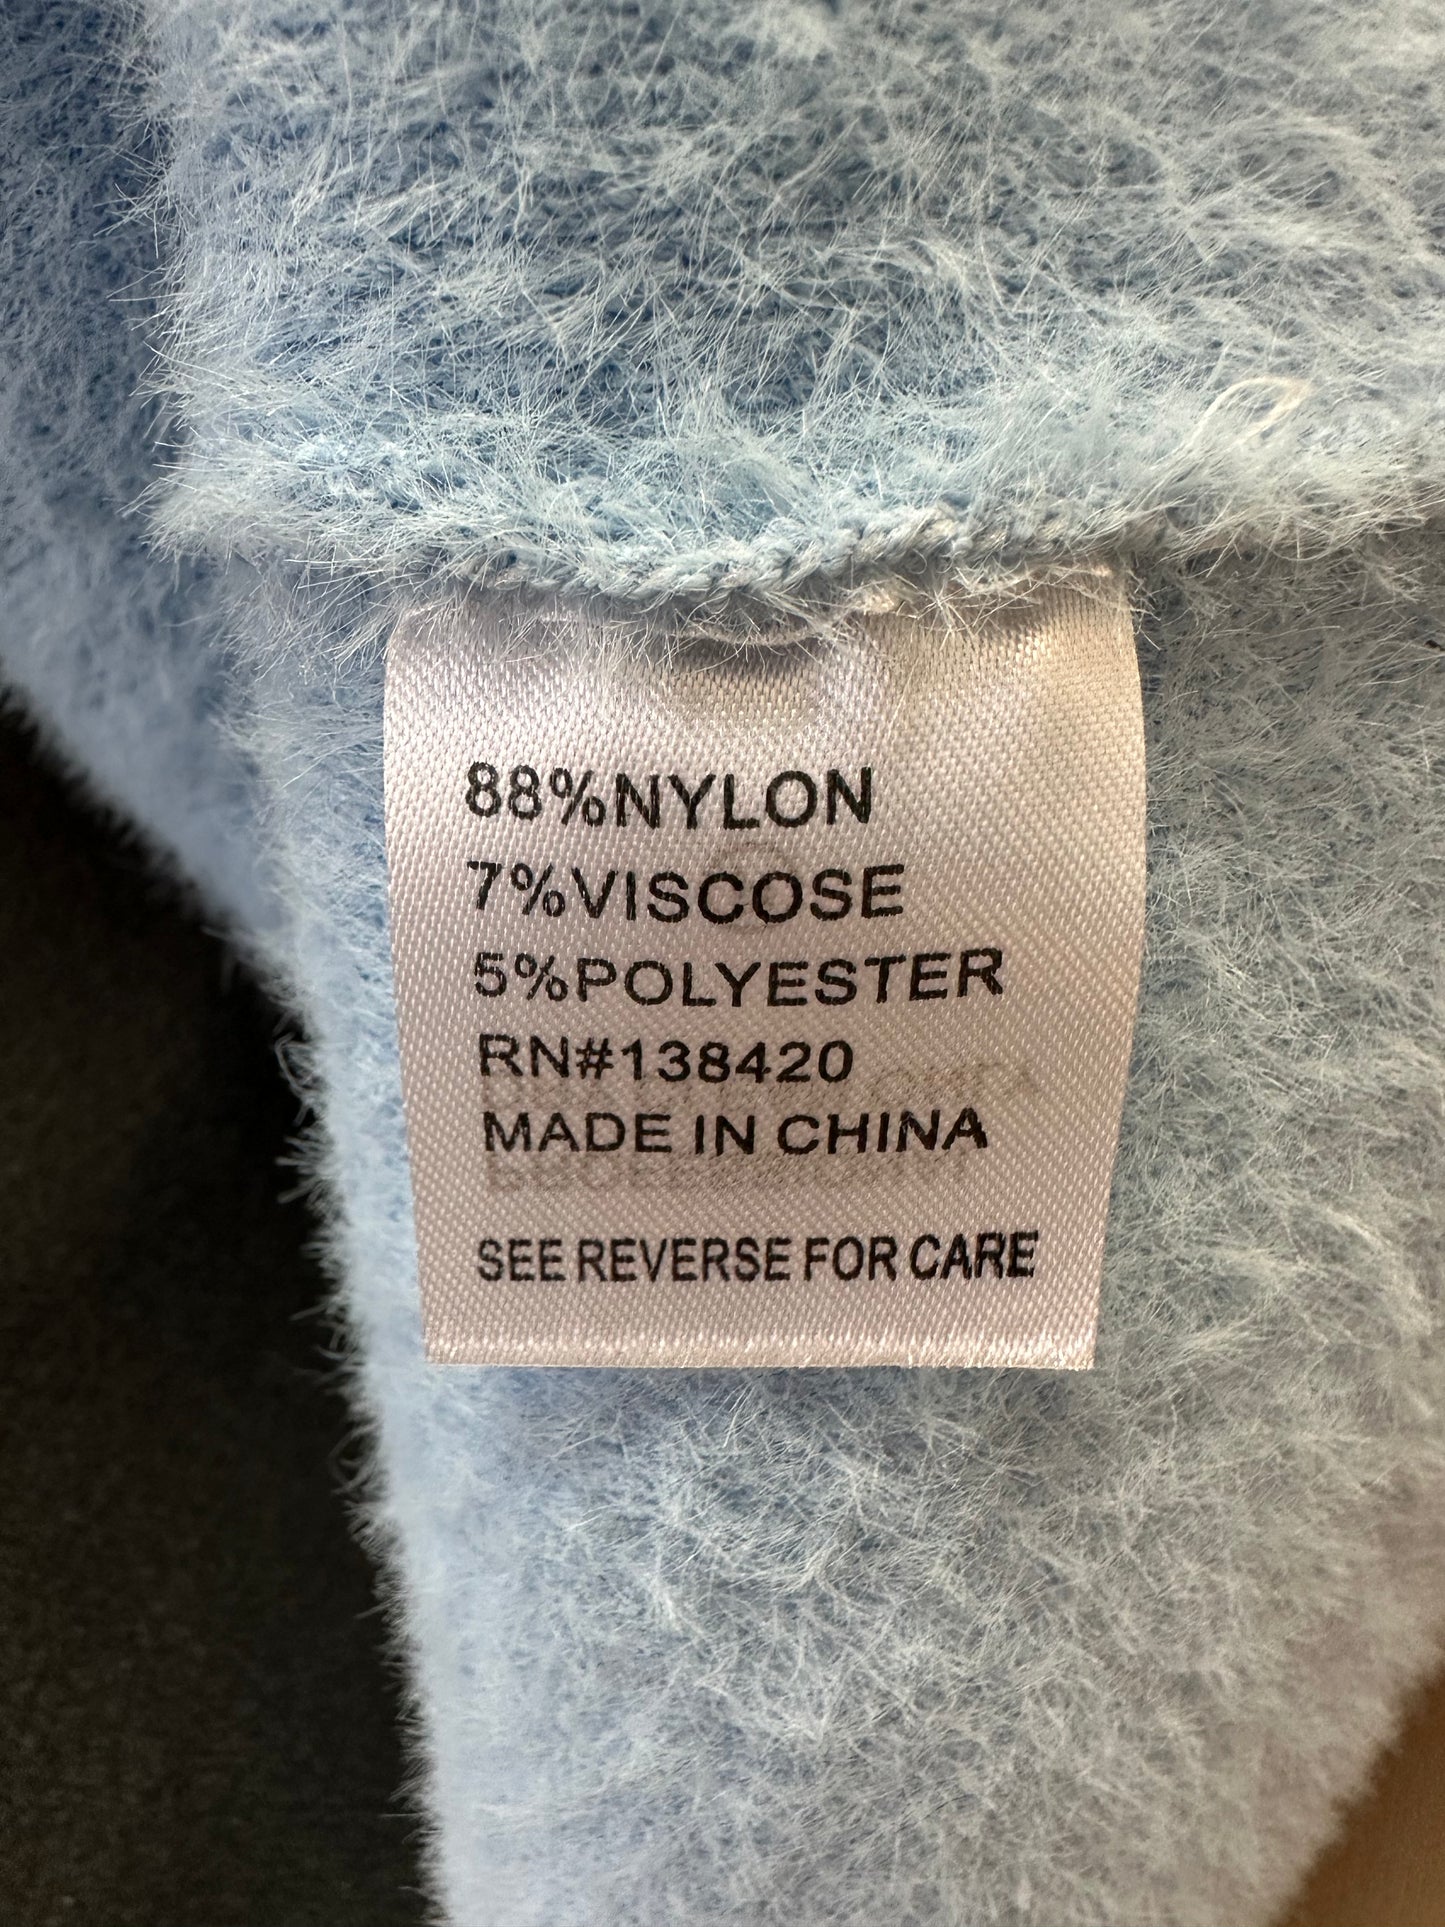 88%NYLON
7%VISCOSE
5%POLYESTER
RN#138420
MADE IN CHINA
SEE REVERSE FOR CARE